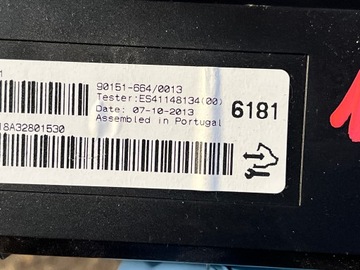 90151-664/0013
Tester:ES41148134(00)
Date: 07-10-2013
Assembled in Portugal
6181
18A32801530